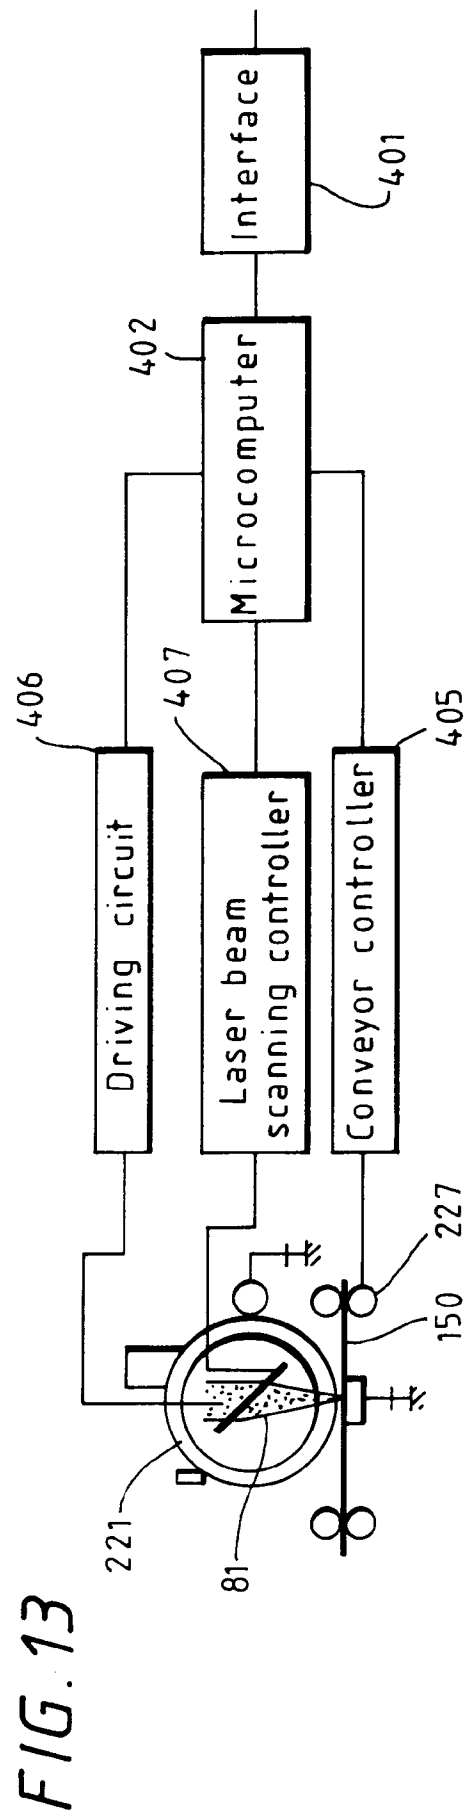 FIG. 13
221
81
150
227
Driving circuit
406
Laser beam
scanning controller
407
Conveyor controller
405
Microcomputer
402
Interface
401